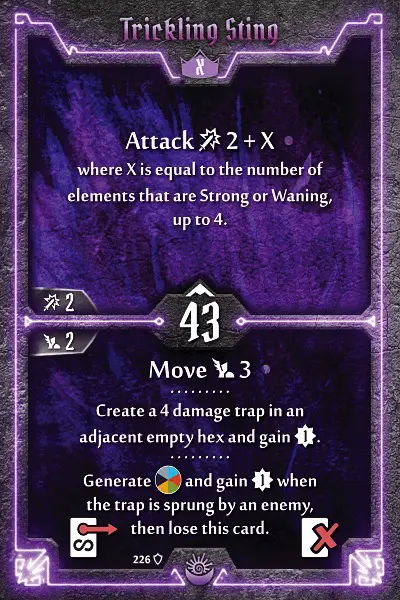 Trickling Sting
X
Attack 2 + X
where X is equal to the number of
elements that are Strong or Waning,
up to 4.
2
43
2
Move 3
Create a 4 damage trap in an
adjacent empty hex and gain 1.
Generate and gain 1 when
the trap is sprung by an enemy,
then lose this card.
S
226